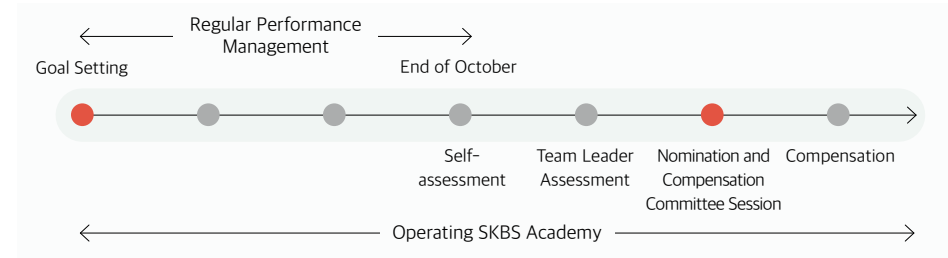 Regular Performance
Management
Goal Setting
End of October
Self-
assessment
Team Leader
Assessment
Nomination and
Compensation
Committee Session
Compensation
Operating SKBS Academy